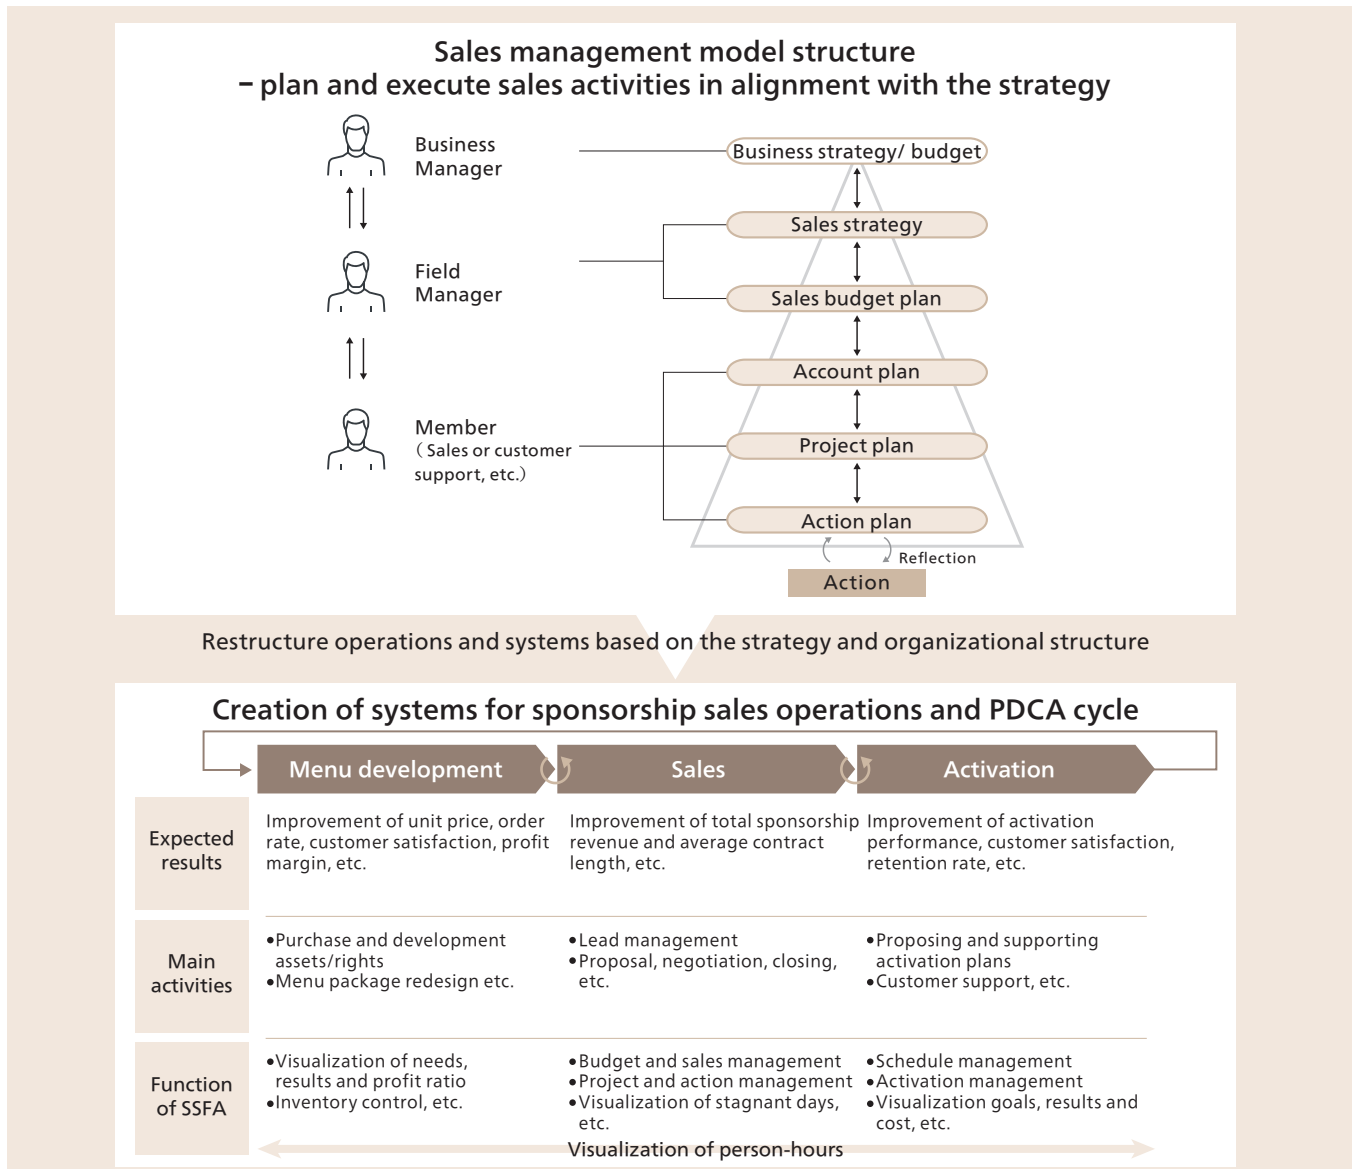 Sales management model structure
– plan and execute sales activities in alignment with the strategy
Business
Manager
Business strategy/ budget
Sales strategy
Field
Manager
Sales budget plan
Account plan
Member
（Sales or customer
support, etc.）
Project plan
Action plan
Reflection
Action
Restructure operations and systems based on the strategy and organizational structure
Creation of systems for sponsorship sales operations and PDCA cycle
Menu development
Sales
Activation
Expected
results
Improvement of unit price, order
rate, customer satisfaction, profit
margin, etc.
Improvement of total sponsorship
revenue and average contract
length, etc.
Improvement of activation
performance, customer satisfaction,
retention rate, etc.
Main
activities
•Purchase and development
assets/rights
•Menu package redesign etc.
•Lead management
•Proposal, negotiation, closing,
etc.
•Proposing and supporting
activation plans
•Customer support, etc.
Function
of SSFA
•Visualization of needs,
results and profit ratio
•Inventory control, etc.
•Budget and sales management
•Project and action management
•Visualization of stagnant days,
etc.
•Schedule management
•Activation management
•Visualization goals, results and
cost, etc.
Visualization of person-hours